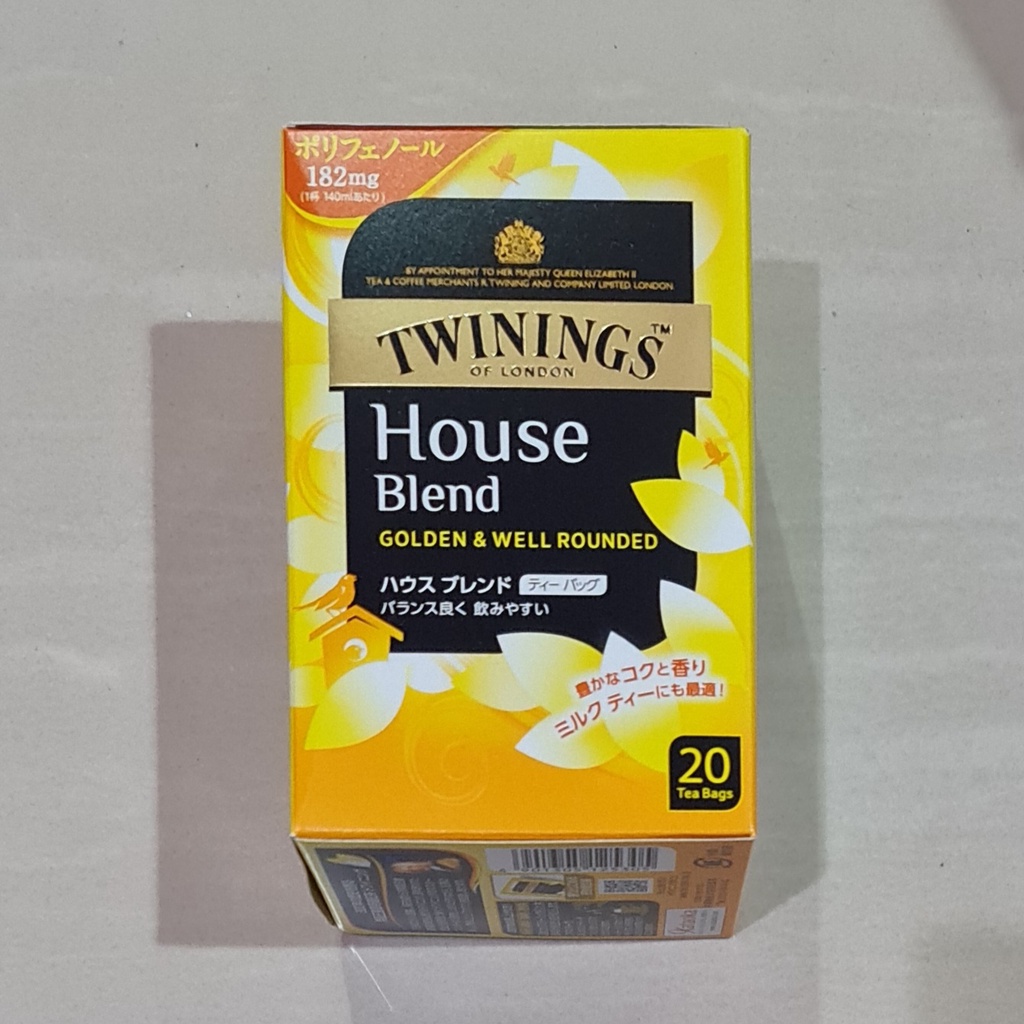 ポリフェノール
182mg
(1杯 140ml当たり)
BY APPOINTMENT TO HER MAJESTY QUEEN ELIZABETH II
TEA & COFFEE MERCHANTS R. TWINING AND COMPANY LIMITED, LONDON
TWININGS™
OF LONDON
House
Blend
GOLDEN & WELL ROUNDED
ハウス ブレンド ティー バッグ
バランス良く 飲みやすい
豊かなコクと香り
ミルク ティーにも最適!
20
Tea Bags
Kataoka